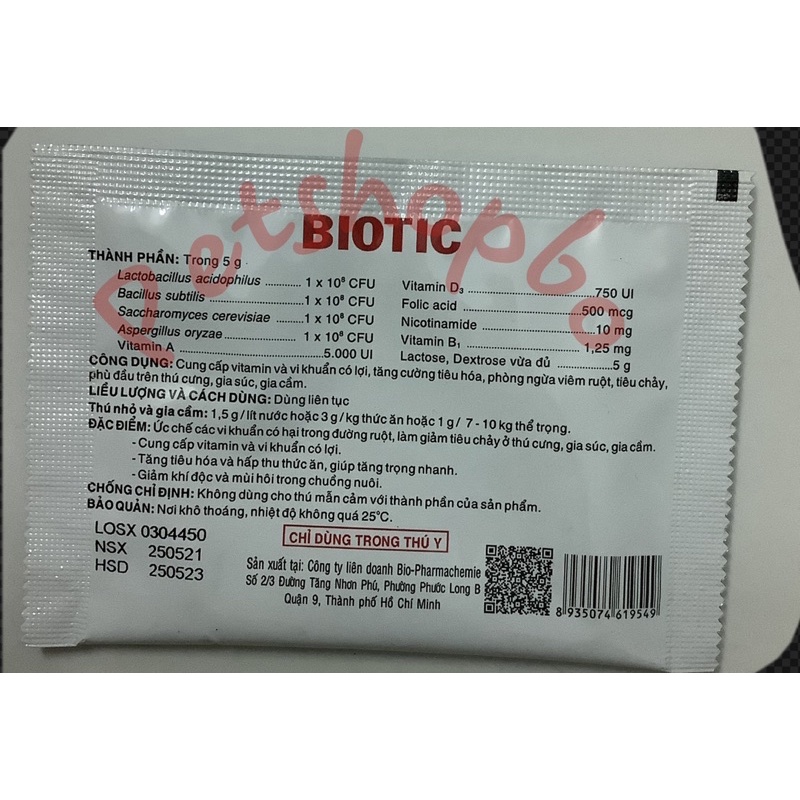 Petshop6
BIOTIC
THÀNH PHẦN: Trong 5 g
Lactobacillus acidophilus ........... 1 x 10⁸ CFU
Bacillus subtilis ........................... 1 x 10⁸ CFU
Saccharomyces cerevisiae ........ 1 x 10⁸ CFU
Aspergillus oryzae .................... 1 x 10⁸ CFU
Vitamin A ....................................... 5.000 UI
Vitamin D₃ ................................... 750 UI
Folic acid ................................ 500 mcg
Nicotinamide ............................... 10 mg
Vitamin B₁ ................................. 1,25 mg
Lactose, Dextrose vừa đủ ................ 5 g
CÔNG DỤNG: Cung cấp vitamin và vi khuẩn có lợi, tăng cường tiêu hóa, phòng ngừa viêm ruột, tiêu chảy,
phù đầu trên thú cưng, gia súc, gia cầm.
LIỀU LƯỢNG VÀ CÁCH DÙNG: Dùng liên tục
Thú nhỏ và gia cầm: 1,5 g / lít nước hoặc 3 g / kg thức ăn hoặc 1 g / 7 - 10 kg thể trọng.
ĐẶC ĐIỂM: Ức chế các vi khuẩn có hại trong đường ruột, làm giảm tiêu chảy ở thú cưng, gia súc, gia cầm.
- Cung cấp vitamin và vi khuẩn có lợi.
- Tăng tiêu hóa và hấp thu thức ăn, giúp tăng trọng nhanh.
- Giảm khí độc và mùi hôi trong chuồng nuôi.
CHỐNG CHỈ ĐỊNH: Không dùng cho thú mẫn cảm với thành phần của sản phẩm.
BẢO QUẢN: Nơi khô thoáng, nhiệt độ không quá 25°C.
LOSX 0304450
NSX 250521
HSD 250523
CHỈ DÙNG TRONG THÚ Y
Sản xuất tại: Công ty liên doanh Bio-Pharmachemie
Số 2/3 Đường Tăng Nhơn Phú, Phường Phước Long B
Quận 9, Thành phố Hồ Chí Minh
8 935074 619549